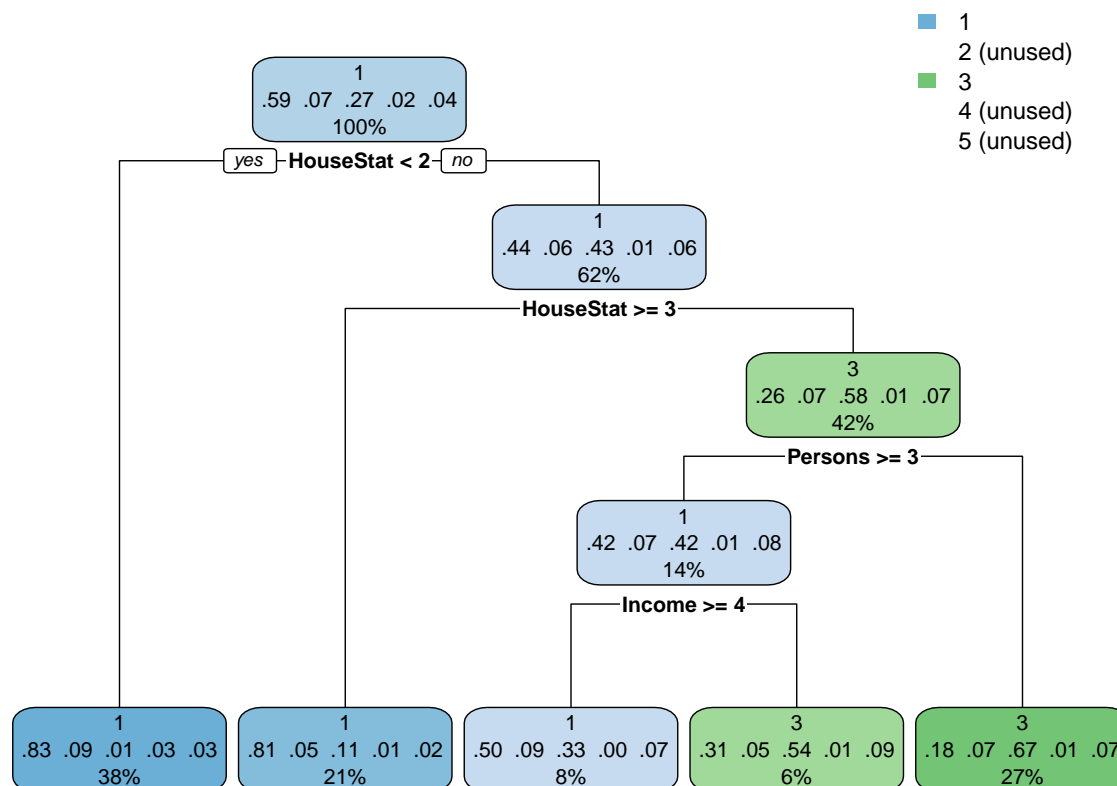 1
2 (unused)
3
4 (unused)
5 (unused)
1
.59 .07 .27 .02 .04
100%
yes HouseStat < 2 no
1
.44 .06 .43 .01 .06
62%
HouseStat >= 3
3
.26 .07 .58 .01 .07
42%
Persons >= 3
1
.42 .07 .42 .01 .08
14%
Income >= 4
1
.83 .09 .01 .03 .03
38%
1
.81 .05 .11 .01 .02
21%
1
.50 .09 .33 .00 .07
8%
3
.31 .05 .54 .01 .09
6%
3
.18 .07 .67 .01 .07
27%